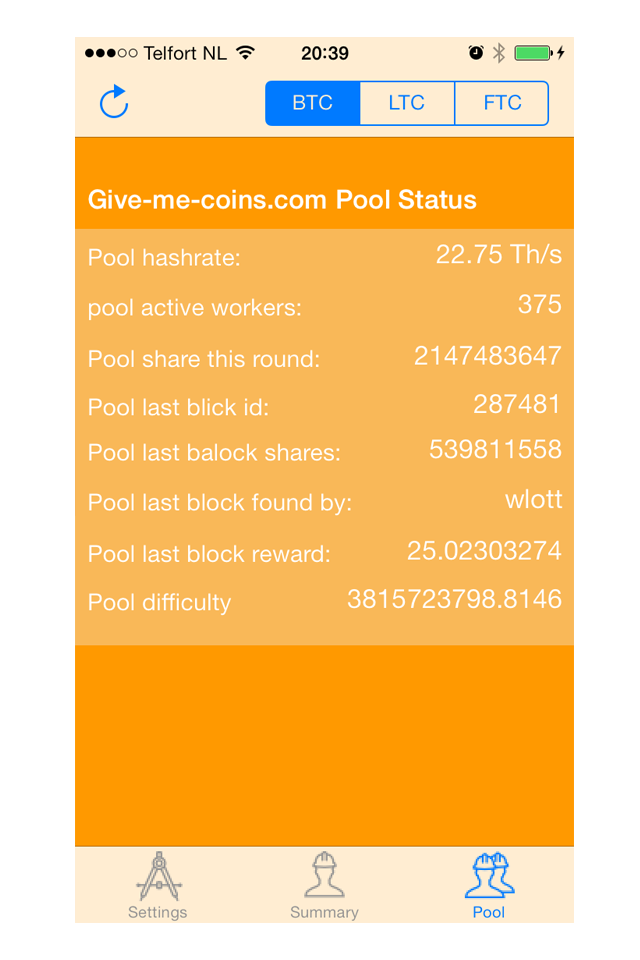 Telfort NL 20:39
BTC LTC FTC
Give-me-coins.com Pool Status
Pool hashrate: 22.75 Th/s
pool active workers: 375
Pool share this round: 2147483647
Pool last blick id: 287481
Pool last balock shares: 539811558
Pool last block found by: wlott
Pool last block reward: 25.02303274
Pool difficulty 3815723798.8146
Settings Summary Pool